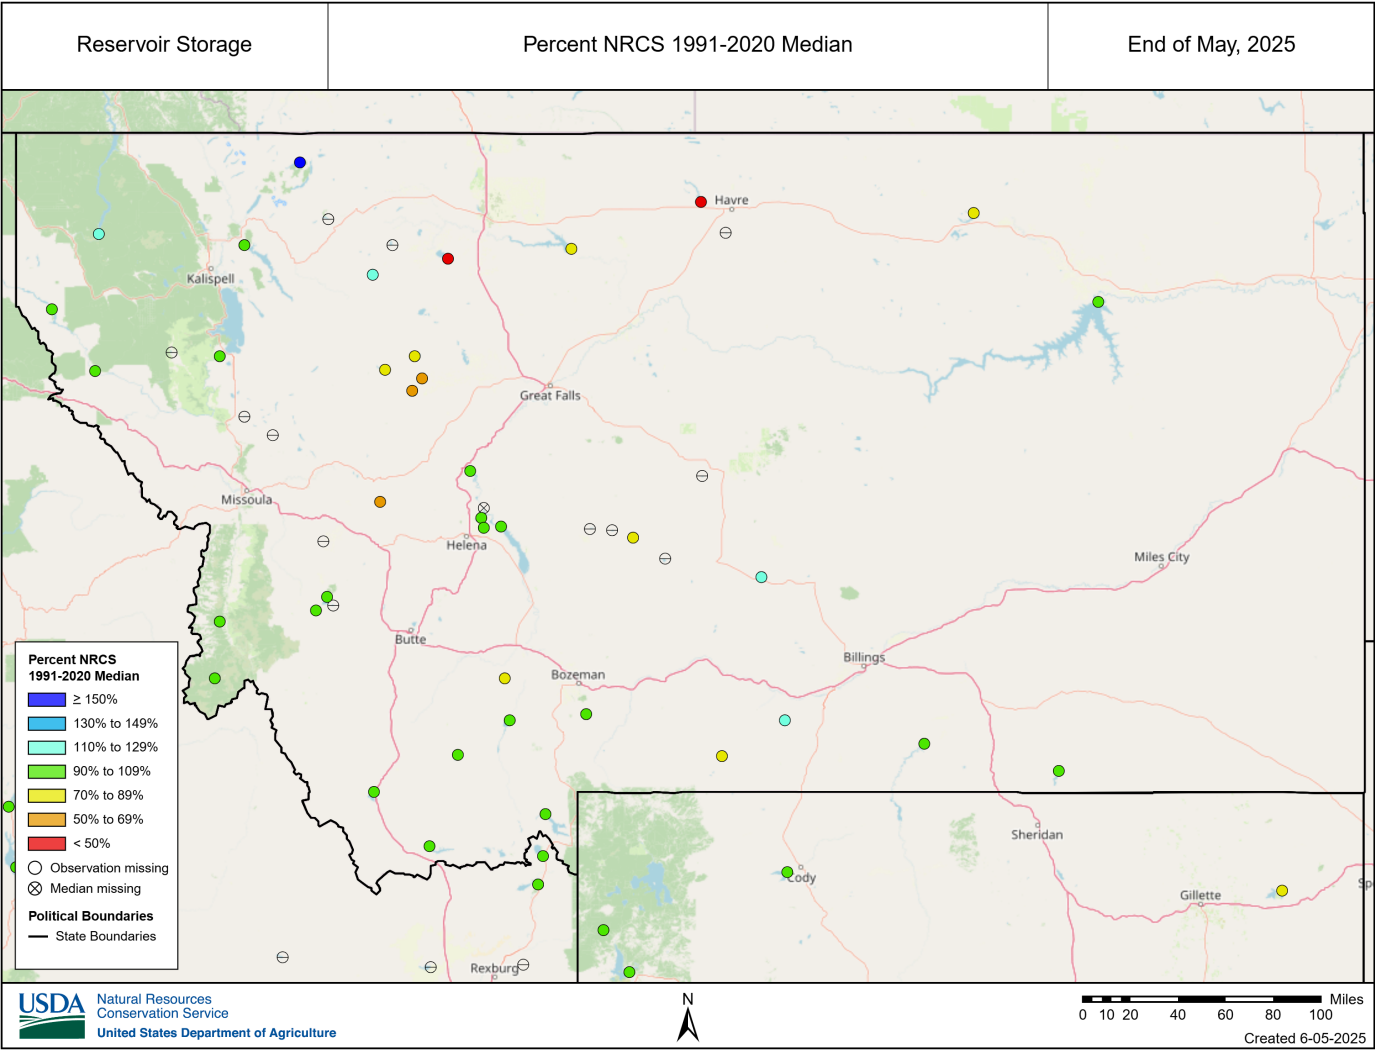 Reservoir Storage
Percent NRCS 1991-2020 Median
End of May, 2025
Havre
Kalispell
Great Falls
Missoula
Helena
Miles City
Butte
Billings
Bozeman
Sheridan
Cody
Gillette
Sp
Rexburg
Percent NRCS
1991-2020 Median
≥ 150%
130% to 149%
110% to 129%
90% to 109%
70% to 89%
50% to 69%
< 50%
Observation missing
Median missing
Political Boundaries
State Boundaries
USDA
Natural Resources
Conservation Service
United States Department of Agriculture
N
Miles
0 10 20 40 60 80 100
Created 6-05-2025